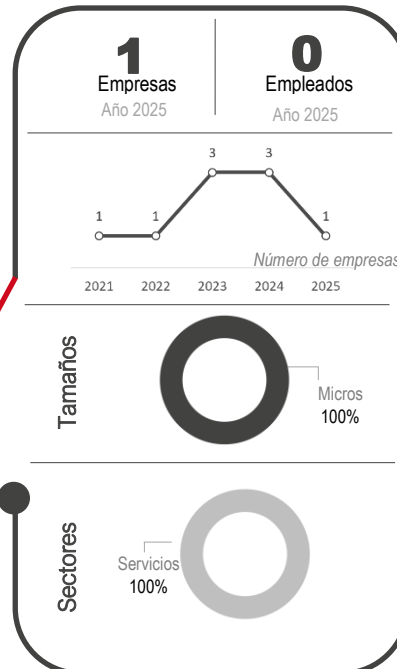 1
Empresas
Año 2025
0
Empleados
Año 2025
3 3
1 1 1
Número de empresas
2021 2022 2023 2024 2025
Tamaños
Micros
100%
Sectores
Servicios
100%